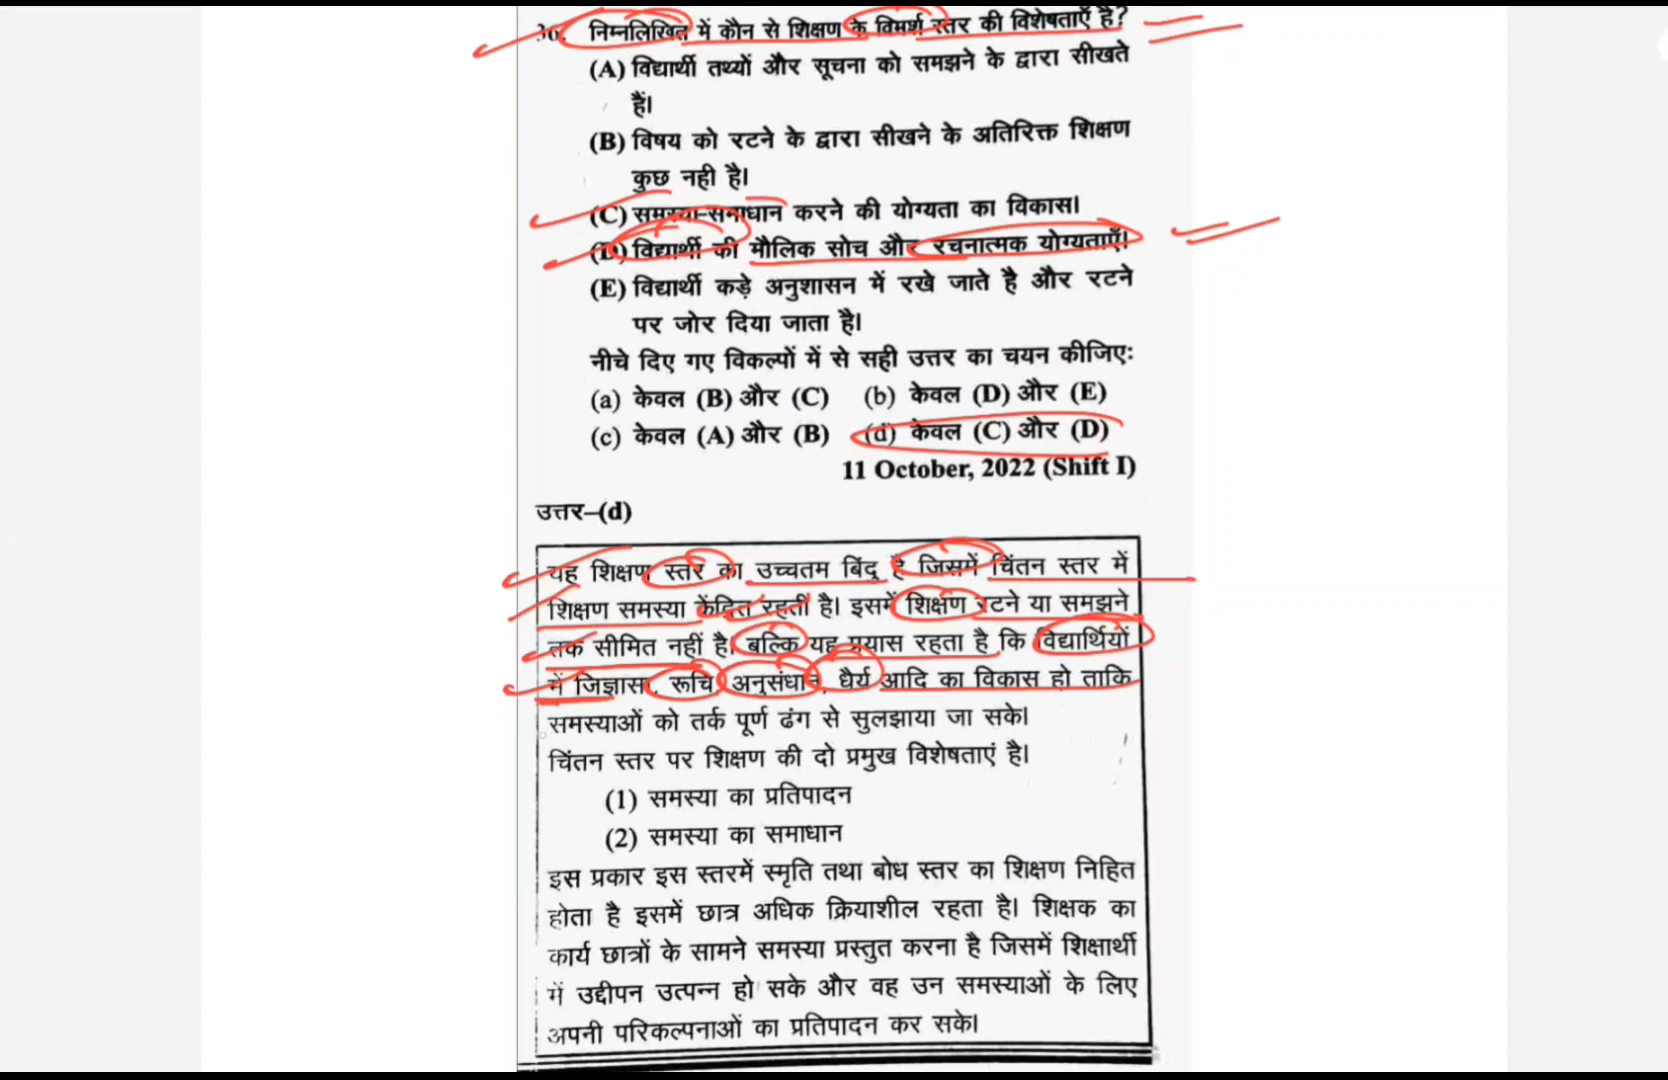 36. निम्नलिखित में कौन से शिक्षण के विमर्श स्तर की विशेषताएँ है?
(A) विद्यार्थी तथ्यों और सूचना को समझने के द्वारा सीखते
हैं।
(B) विषय को रटने के द्वारा सीखने के अतिरिक्त शिक्षण
कुछ नही है।
(C) समस्या-समाधान करने की योग्यता का विकास।
(D) विद्यार्थी की मौलिक सोच और रचनात्मक योग्यताएँ।
(E) विद्यार्थी कड़े अनुशासन में रखे जाते है और रटने
पर जोर दिया जाता है।
नीचे दिए गए विकल्पों में से सही उत्तर का चयन कीजिए:
(a) केवल (B) और (C) (b) केवल (D) और (E)
(c) केवल (A) और (B) (d) केवल (C) और (D)
11 October, 2022 (Shift I)
उत्तर–(d)
यह शिक्षण स्तर का उच्चतम बिंदु है जिसमें चिंतन स्तर में
शिक्षण समस्या केंद्रित रहती है। इसमें शिक्षण रटने या समझने
तक सीमित नहीं है। बल्कि यह प्रयास रहता है कि विद्यार्थियों
में जिज्ञासा, रूचि अनुसंधान, धैर्य आदि का विकास हो ताकि
समस्याओं को तर्क पूर्ण ढंग से सुलझाया जा सके।
चिंतन स्तर पर शिक्षण की दो प्रमुख विशेषताएं है।
(1) समस्या का प्रतिपादन
(2) समस्या का समाधान
इस प्रकार इस स्तरमें स्मृति तथा बोध स्तर का शिक्षण निहित
होता है इसमें छात्र अधिक क्रियाशील रहता है। शिक्षक का
कार्य छात्रों के सामने समस्या प्रस्तुत करना है जिसमें शिक्षार्थी
में उद्दीपन उत्पन्न हो सके और वह उन समस्याओं के लिए
अपनी परिकल्पनाओं का प्रतिपादन कर सके।